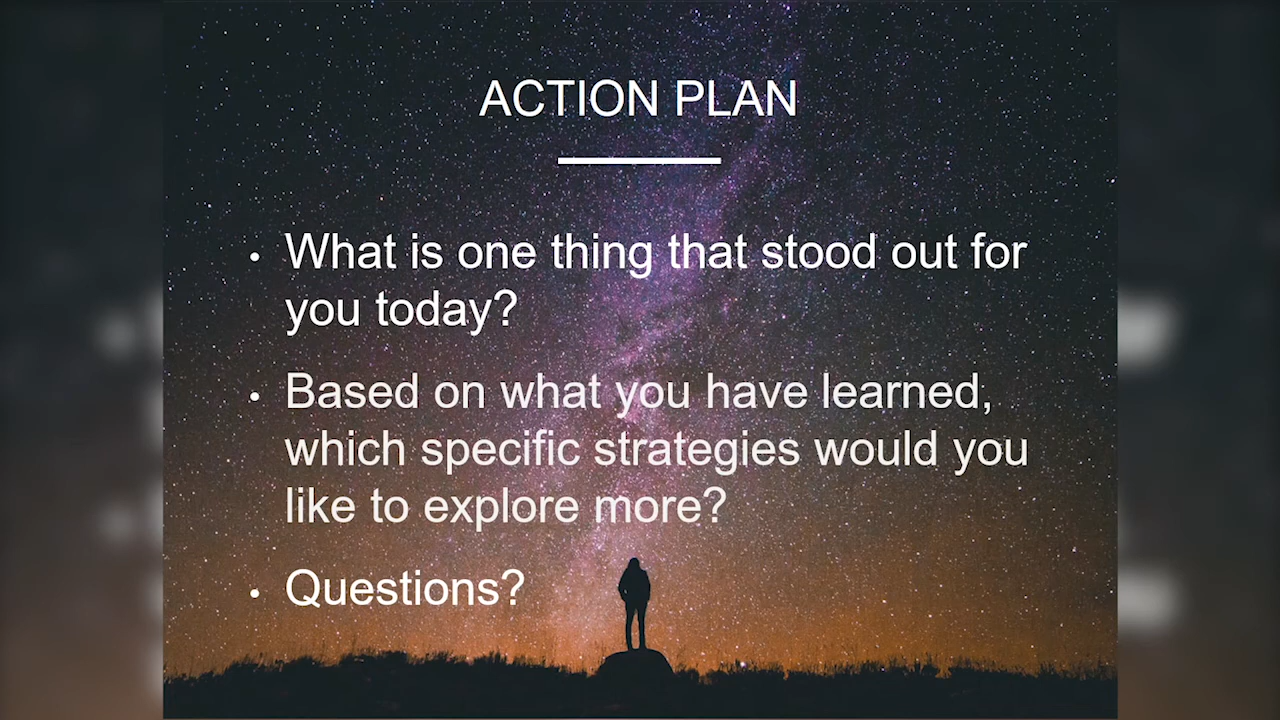 ACTION PLAN
• What is one thing that stood out for
you today?
• Based on what you have learned,
which specific strategies would you
like to explore more?
• Questions?